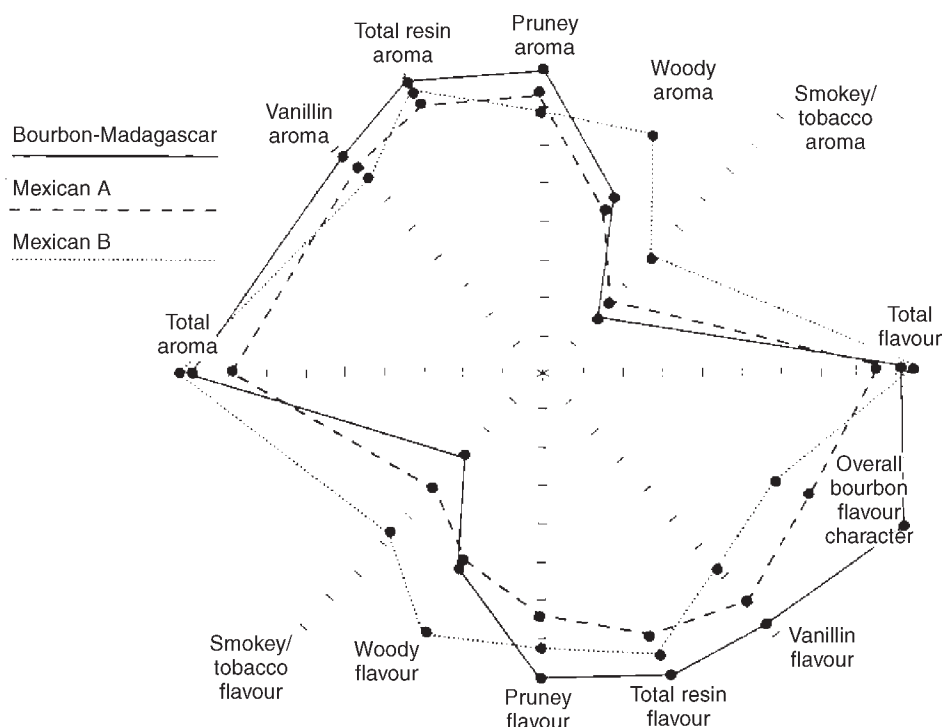 Total resin
aroma
Pruney
aroma
Woody
aroma
Smokey/
tobacco
aroma
Vanillin
aroma
Bourbon-Madagascar
Mexican A
Mexican B
Total
aroma
Total
flavour
Overall
bourbon
flavour
character
Smokey/
tobacco
flavour
Woody
flavour
Pruney
flavour
Total resin
flavour
Vanillin
flavour